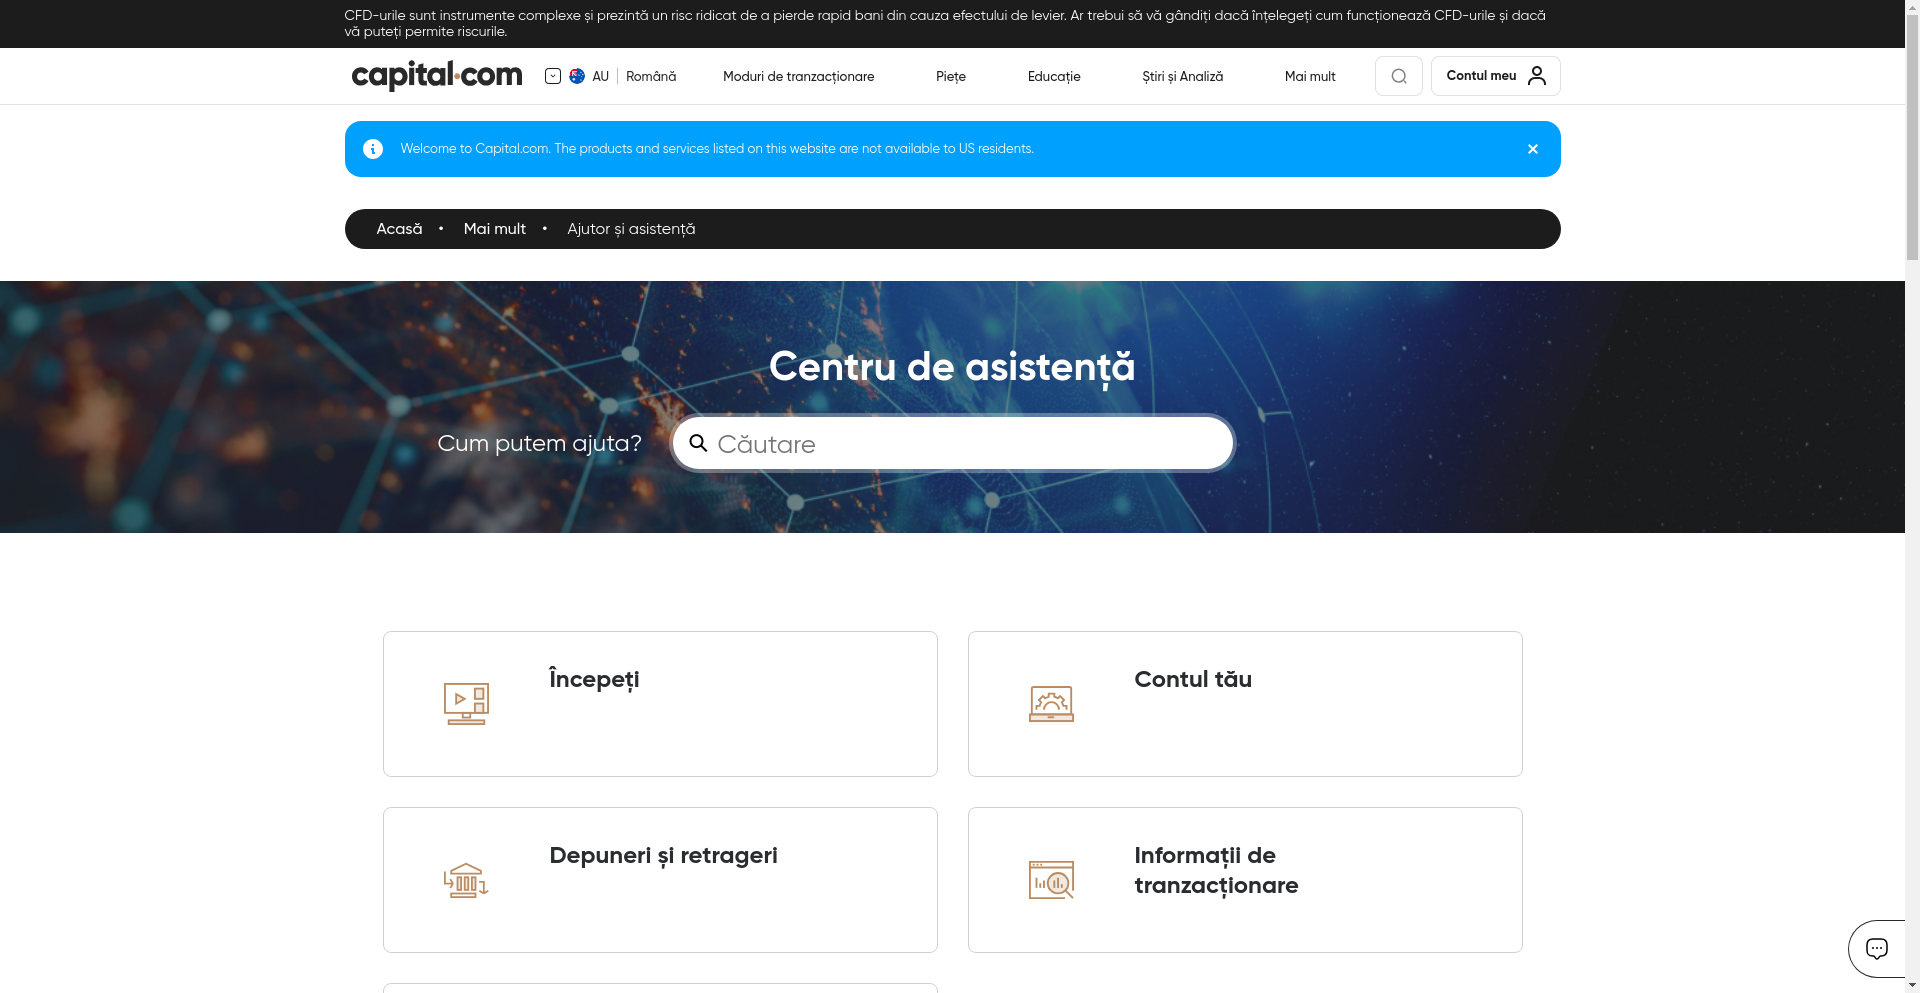 CFD-urile sunt instrumente complexe și prezintă un risc ridicat de a pierde rapid bani din cauza efectului de levier. Ar trebui să vă gândiți dacă înțelegeți cum funcționează CFD-urile și dacă
vă puteți permite riscurile.
capital.com
AU
Română
Moduri de tranzacționare
Piețe
Educație
Știri și Analiză
Mai mult
Contul meu
Welcome to Capital.com. The products and services listed on this website are not available to US residents.
Acasă • Mai mult • Ajutor și asistență
Centru de asistență
Cum putem ajuta?
Căutare
Începeți
Contul tău
Depuneri și retrageri
Informații de
tranzacționare